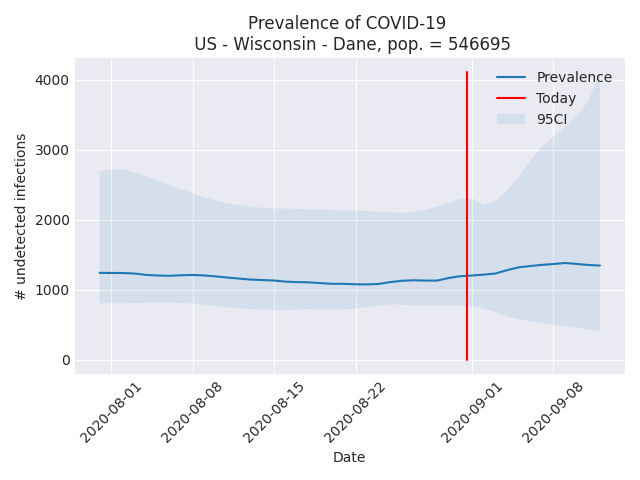 Prevalence of COVID-19
US - Wisconsin - Dane, pop. = 546695
Prevalence
Today
95CI
4000
3000
2000
1000
0
# undetected infections
2020-08-01
2020-08-08
2020-08-15
2020-08-22
2020-09-01
2020-09-08
Date